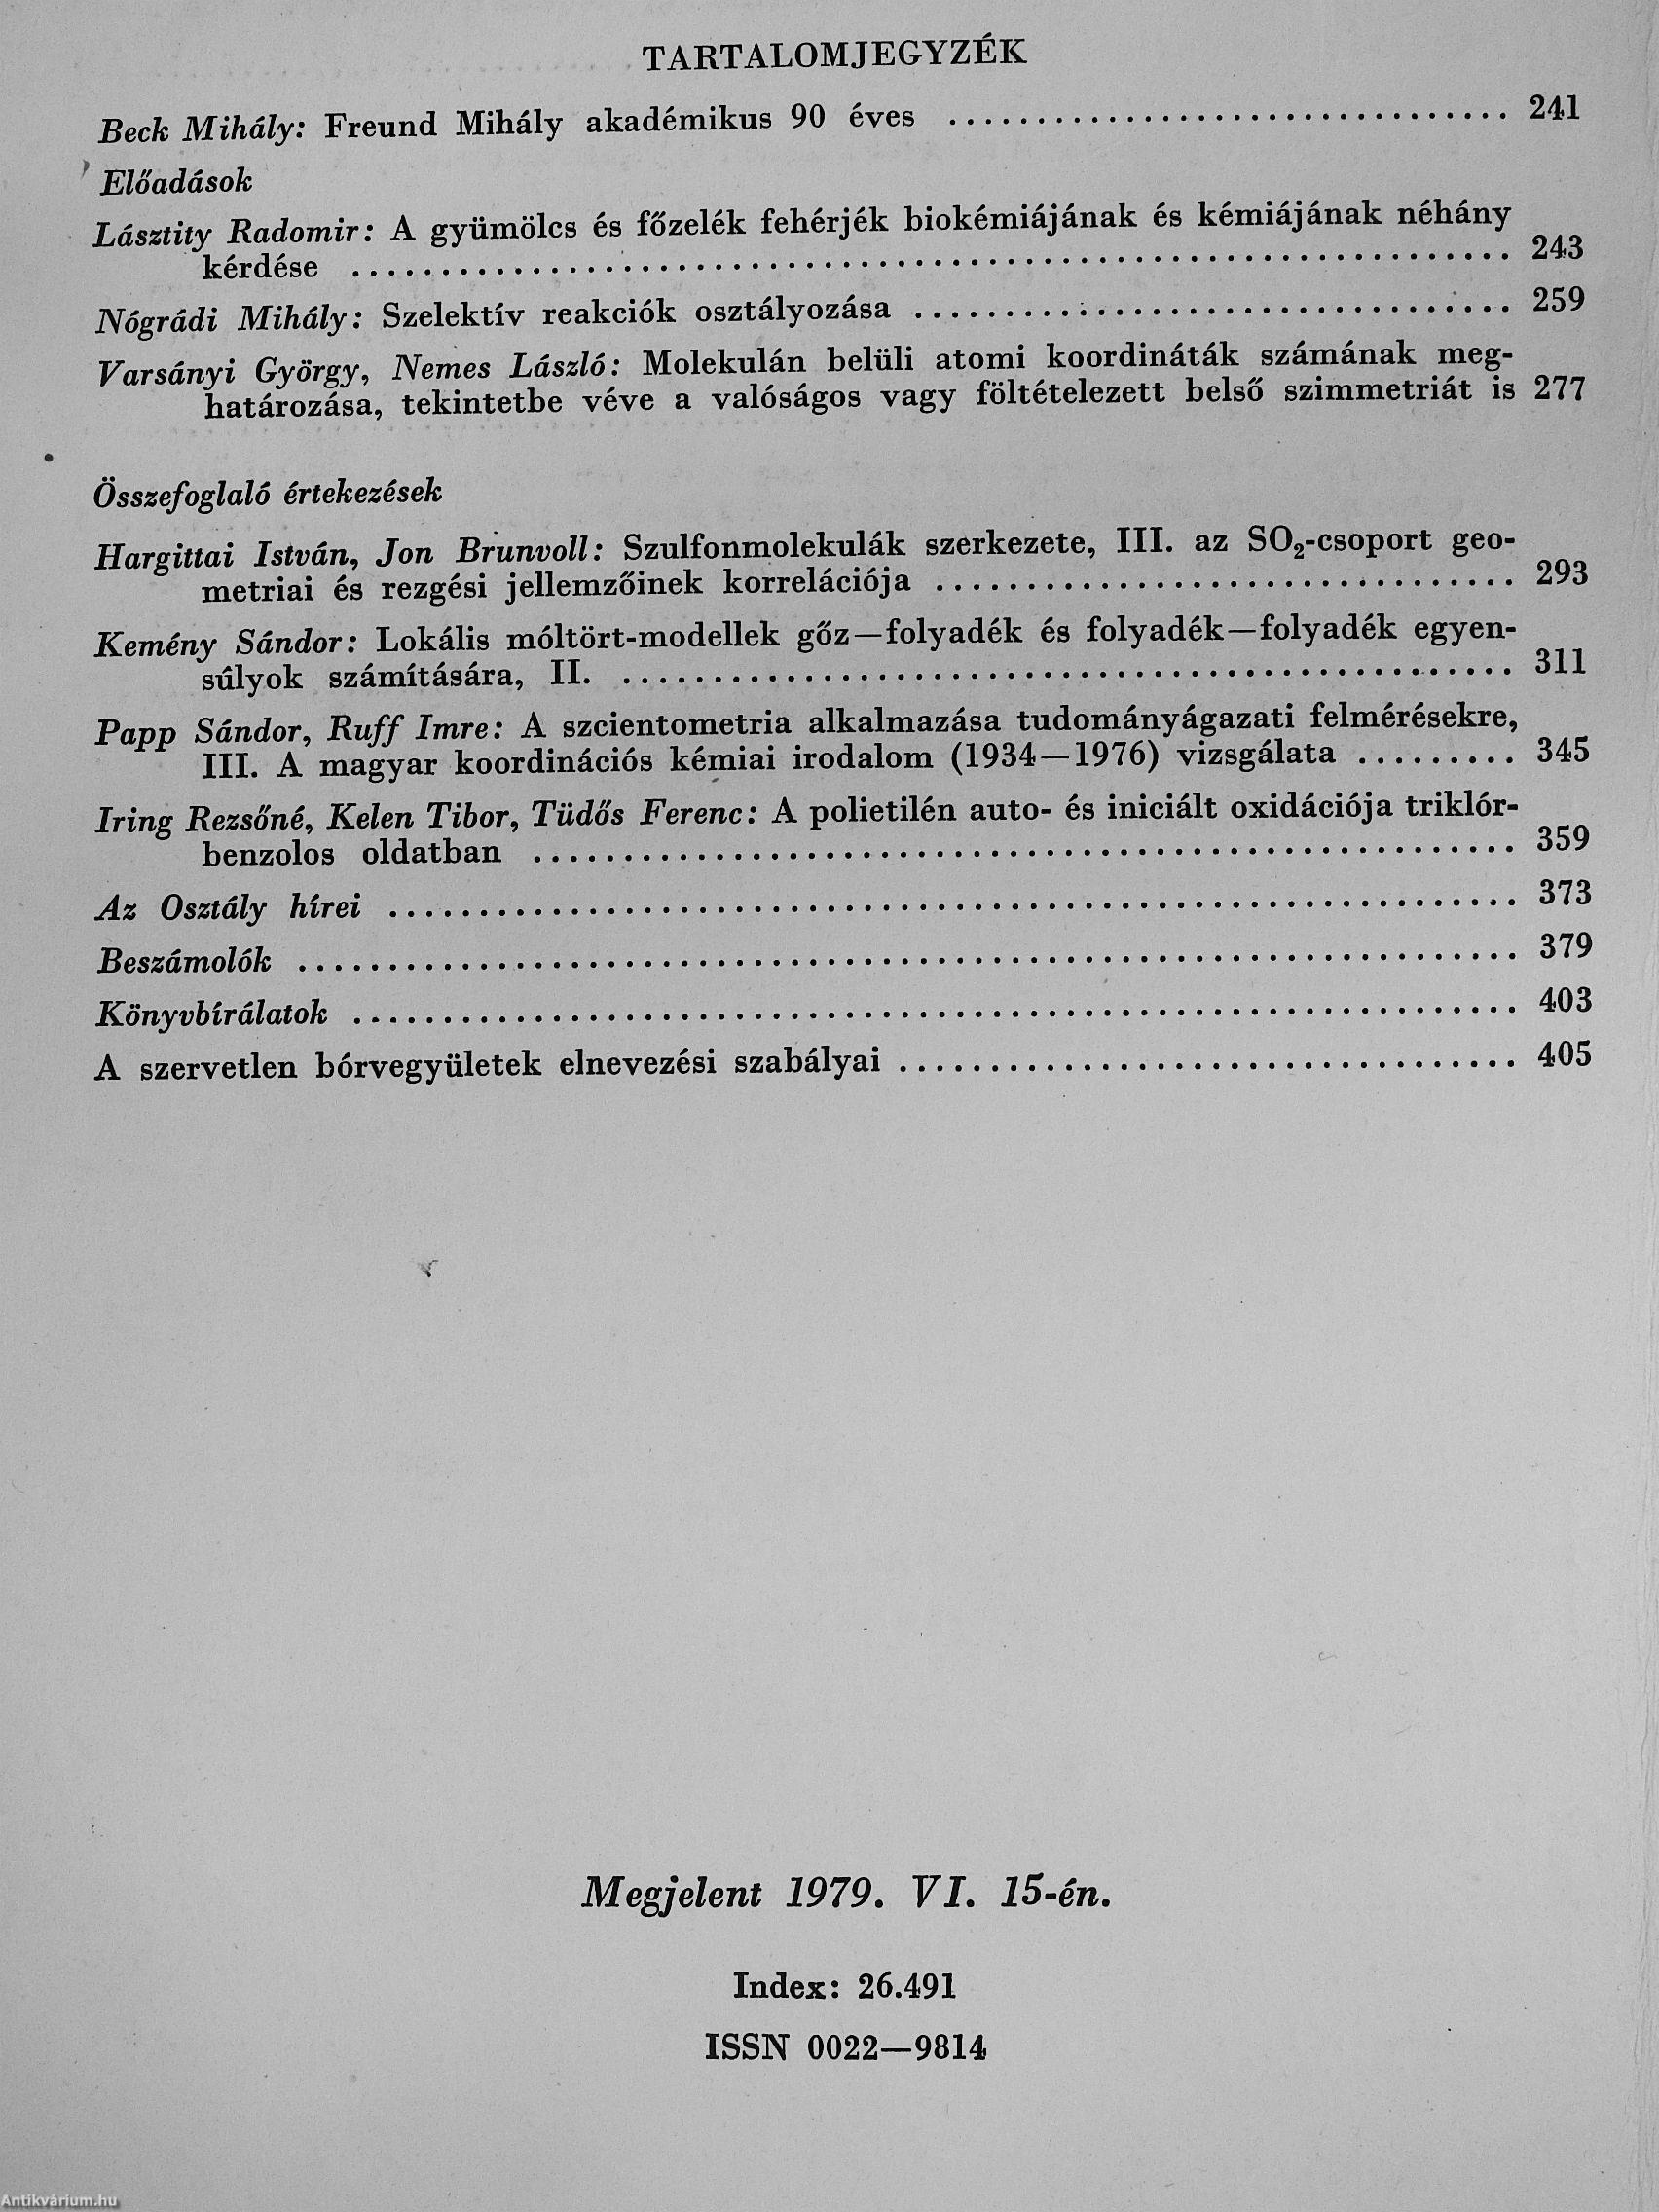 TARTALOMJEGYZÉK
Beck Mihály: Freund Mihály akadémikus 90 éves ................................ 241
Előadások
Lásztity Radomir: A gyümölcs és főzelék fehérjék biokémiájának és kémiájának néhány
kérdése ................................................................ 243
Nógrádi Mihály: Szelektív reakciók osztályozása ................................. 259
Varsányi György, Nemes László: Molekulán belüli atomi koordináták számának meg-
határozása, tekintetbe véve a valóságos vagy föltételezett belső szimmetriát is 277
Összefoglaló értekezések
Hargittai István, Jon Brunvoll: Szulfonmolekulák szerkezete, III. az SO₂-csoport geo-
metriai és rezgési jellemzőinek korrelációja ................................ 293
Kemény Sándor: Lokális móltört-modellek gőz—folyadék és folyadék—folyadék egyen-
súlyok számítására, II. ................................................. 311
Papp Sándor, Ruff Imre: A szcientometria alkalmazása tudományágazati felmérésekre,
III. A magyar koordinációs kémiai irodalom (1934—1976) vizsgálata ......... 345
Iring Rezsőné, Kelen Tibor, Tüdős Ferenc: A polietilén auto- és iniciált oxidációja triklór-
benzolos oldatban ...................................................... 359
Az Osztály hírei .............................................................. 373
Beszámolók ................................................................... 379
Könyvbírálatok ................................................................ 403
A szervetlen bórvegyületek elnevezési szabályai .................................. 405
Megjelent 1979. VI. 15-én.
Index: 26.491
ISSN 0022—9814
Antikvárium.hu